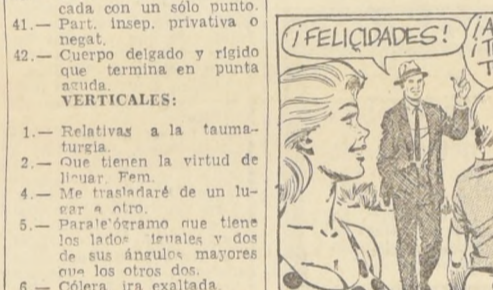 cada con un sólo punto.
41.— Part. insep. privativa o
negat.
42.— Cuerpo delgado y rígido
que termina en punta
aguda.
VERTICALES:
1.— Relativas a la tauma-
turgia.
2.— Que tienen la virtud de
liquar. Fem.
4.— Me trasladaré de un lu-
gar a otro.
5.— Paralelógramo que tiene
los lados iguales y dos
de sus ángulos mayores
que los otros dos.
6.— Cólera, ira exaltada.
¡FELICIDADES!